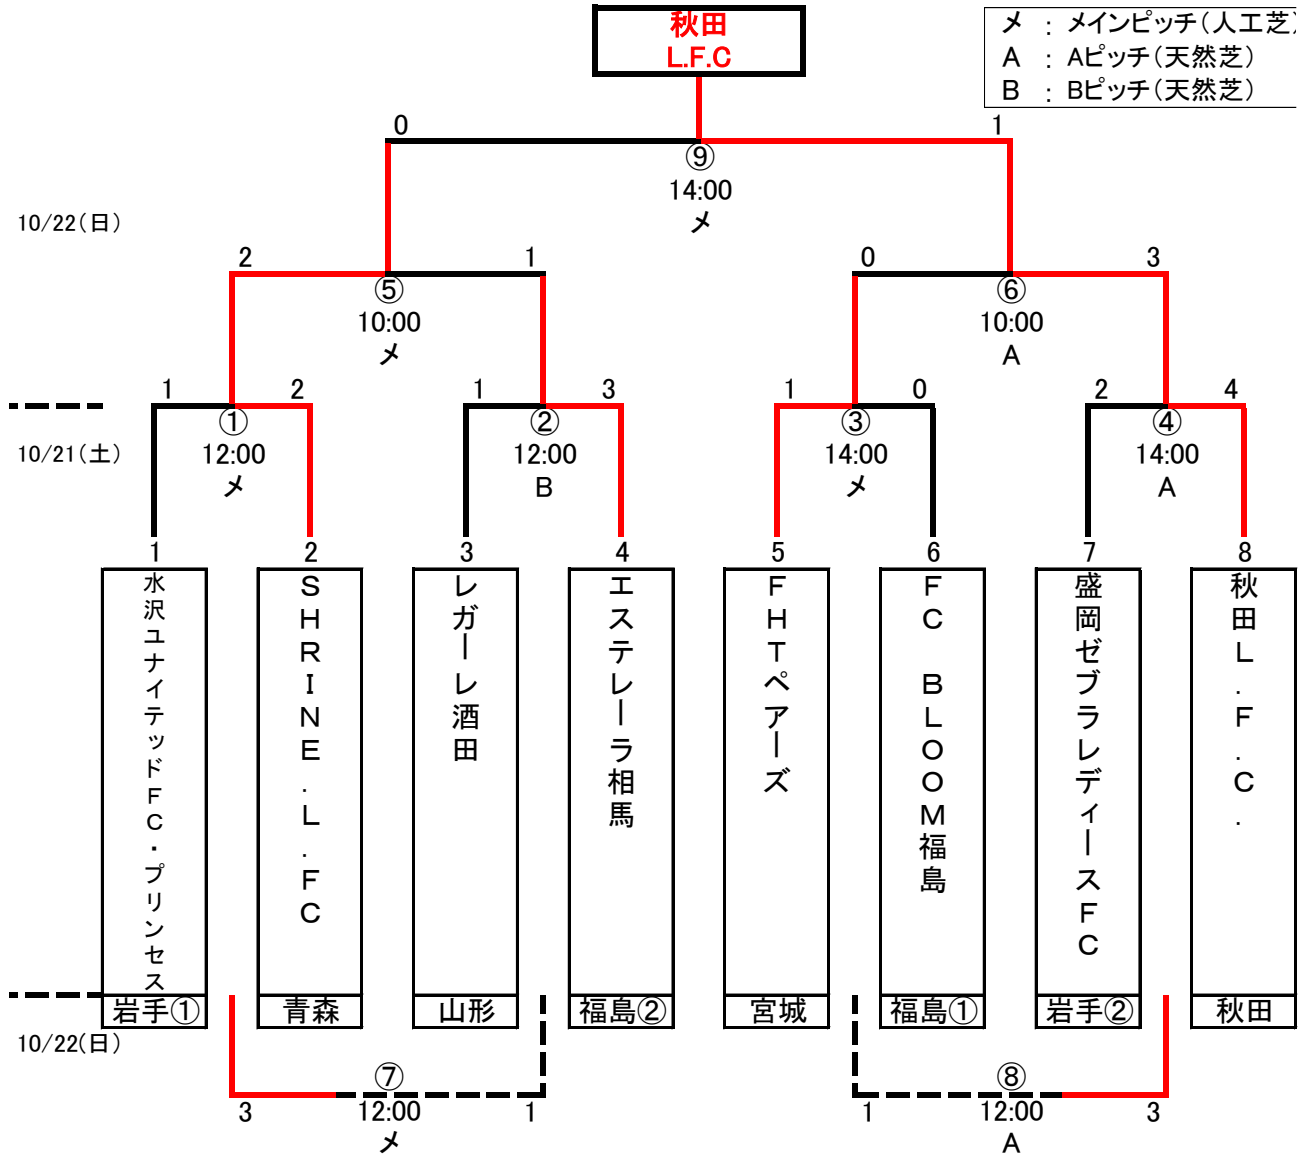 秋田
L.F.C
メ : メインピッチ(人工芝)
A : Aピッチ(天然芝)
B : Bピッチ(天然芝)
0 1
⑨
14:00
メ
10/22(日)
2 1 0 3
⑤ ⑥
10:00 10:00
メ A
1 2 1 3 1 0 2 4
① ② ③ ④
10/21(土) 12:00 12:00 14:00 14:00
メ B メ A
1 2 3 4 5 6 7 8
水沢ユナイテッドFC・プリンセス
SHRINE.L.FC
レガーレ酒田
エステレーラ相馬
FHTペアーズ
FC BLOOM福島
盛岡ゼブラレディースFC
秋田L.F.C.
岩手① 青森 山形 福島② 宮城 福島① 岩手② 秋田
10/22(日)
⑦ ⑧
3 12:00 1 1 12:00 3
メ A